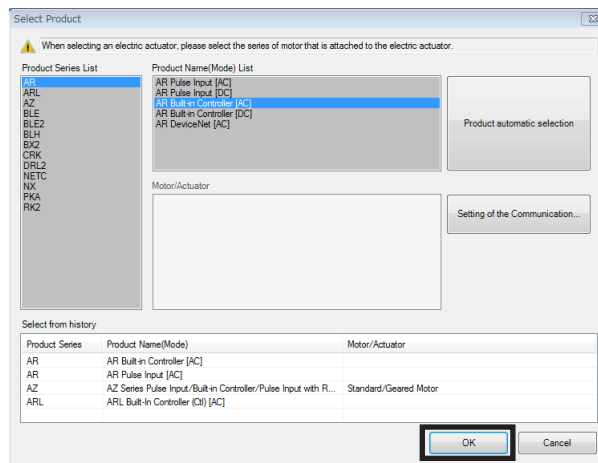 Select Product
When selecting an electric actuator, please select the series of motor that is attached to the electric actuator.
Product Series List
AR
ARL
AZ
BLE
BLE2
BLH
BX2
CRK
DRL2
NETC
NX
PKA
RK2
Product Name(Mode) List
AR Pulse Input [AC]
AR Pulse Input [DC]
AR Built-in Controller [AC]
AR Built-in Controller [DC]
AR DeviceNet [AC]
Product automatic selection
Motor/Actuator
Setting of the Communication...
Select from history
Product Series Product Name(Mode) Motor/Actuator
AR AR Built-in Controller [AC]
AR AR Pulse Input [AC]
AZ AZ Series Pulse Input/Built-in Controller/Pulse Input with R... Standard/Geared Motor
ARL ARL Built-In Controller (Ctl) [AC]
OK Cancel